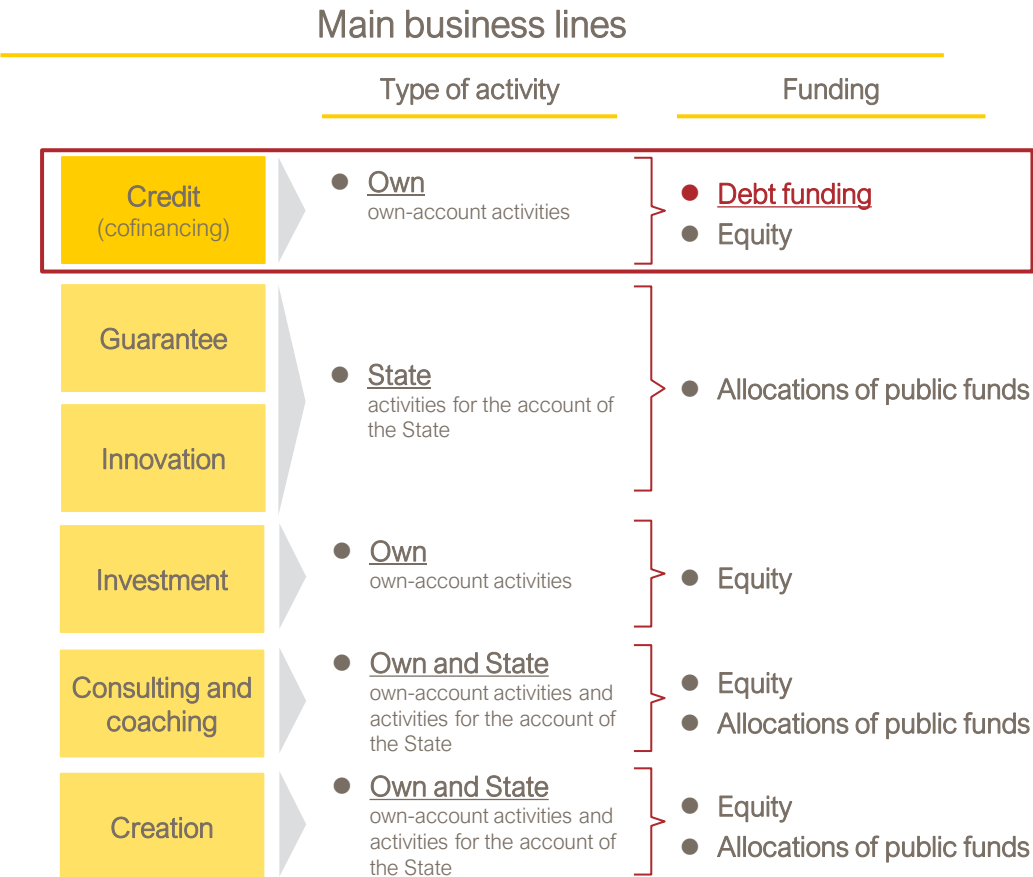 Main business lines
Type of activity
Funding
Credit
(cofinancing)
Own
own-account activities
Debt funding
Equity
Guarantee
Innovation
State
activities for the account of
the State
Allocations of public funds
Investment
Own
own-account activities
Equity
Consulting and
coaching
Own and State
own-account activities and
activities for the account of
the State
Equity
Allocations of public funds
Creation
Own and State
own-account activities and
activities for the account of
the State
Equity
Allocations of public funds